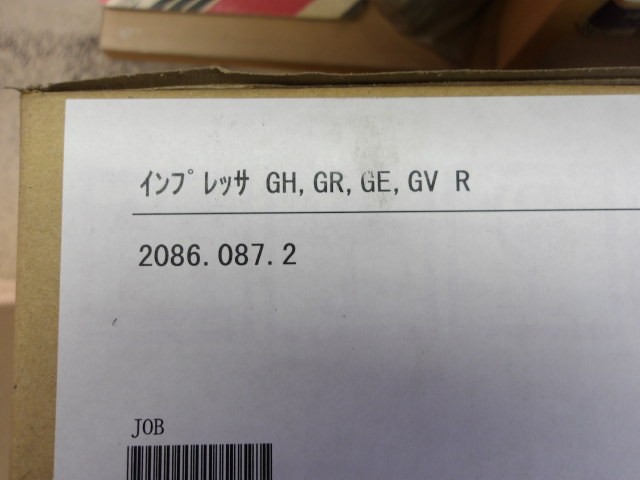 ｲﾝﾌﾟﾚｯｻ GH,GR,GE,GV R
2086.087.2
JOB